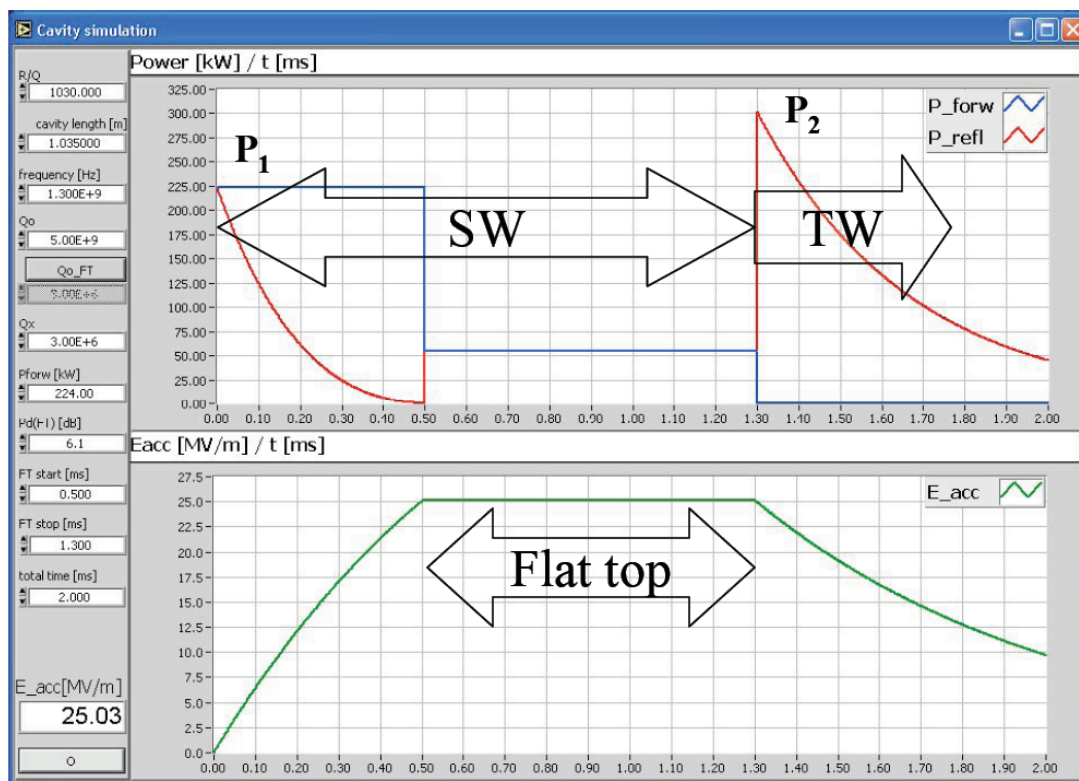 Cavity simulation
R/Q
1030.000
cavity length [m]
1.035000
frequency [Hz]
1.300E+9
Qo
5.00E+9
Qo_FT
Qx
3.00E+6
Pforw [kW]
224.00
6.1
FT start [ms]
0.500
FT stop [ms]
1.300
total time [ms]
2.000
E_acc[MV/m]
25.03
O
Power [kW] / t [ms]
325.00
300.00
275.00
250.00
225.00
200.00
175.00
150.00
125.00
100.00
75.00
50.00
25.00
0.00
0.00 0.10 0.20 0.30 0.40 0.50 0.60 0.70 0.80 0.90 1.00 1.10 1.20 1.30 1.40 1.50 1.60 1.70 1.80 1.90 2.00
P1
SW
P2
TW
P_forw
P_refl
Eacc [MV/m] / t [ms]
27.5
25.0
22.5
20.0
17.5
15.0
12.5
10.0
7.5
5.0
2.5
0.0
0.00 0.10 0.20 0.30 0.40 0.50 0.60 0.70 0.80 0.90 1.00 1.10 1.20 1.30 1.40 1.50 1.60 1.70 1.80 1.90 2.00
Flat top
E_acc